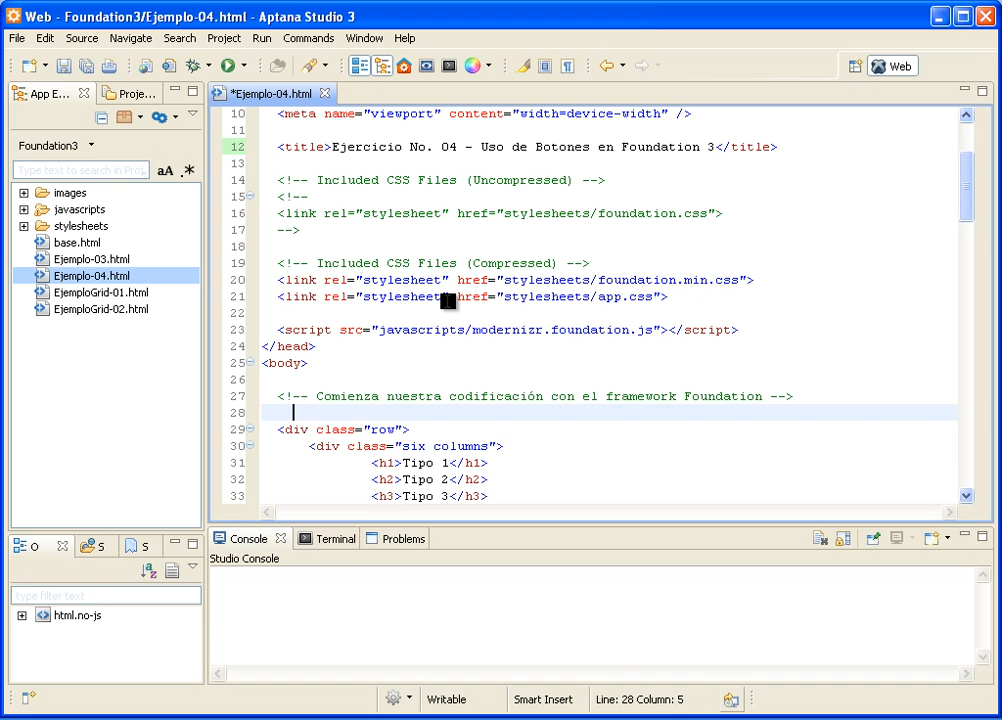 Web - Foundation3/Ejemplo-04.html - Aptana Studio 3
File Edit Source Navigate Search Project Run Commands Window Help
Web
App E... Proje...
Foundation3
Type to search in Proj aA .*
images
javascripts
stylesheets
base.html
Ejemplo-03.html
Ejemplo-04.html
EjemploGrid-01.html
EjemploGrid-02.html
*Ejemplo-04.html
10 <meta name="viewport" content="width=device-width" />
11
12 <title>Ejercicio No. 04 - Uso de Botones en Foundation 3</title>
13
14 <!-- Included CSS Files (Uncompressed) -->
15 <!--
16 <link rel="stylesheet" href="stylesheets/foundation.css">
17 -->
18
19 <!-- Included CSS Files (Compressed) -->
20 <link rel="stylesheet" href="stylesheets/foundation.min.css">
21 <link rel="stylesheet" href="stylesheets/app.css">
22
23 <script src="javascripts/modernizr.foundation.js"></script>
24 </head>
25 <body>
26
27 <!-- Comienza nuestra codificación con el framework Foundation -->
28
29 <div class="row">
30 <div class="six columns">
31 <h1>Tipo 1</h1>
32 <h2>Tipo 2</h2>
33 <h3>Tipo 3</h3>
O S S
type filter text
html.no-js
Console Terminal Problems
Studio Console
Writable Smart Insert Line: 28 Column: 5